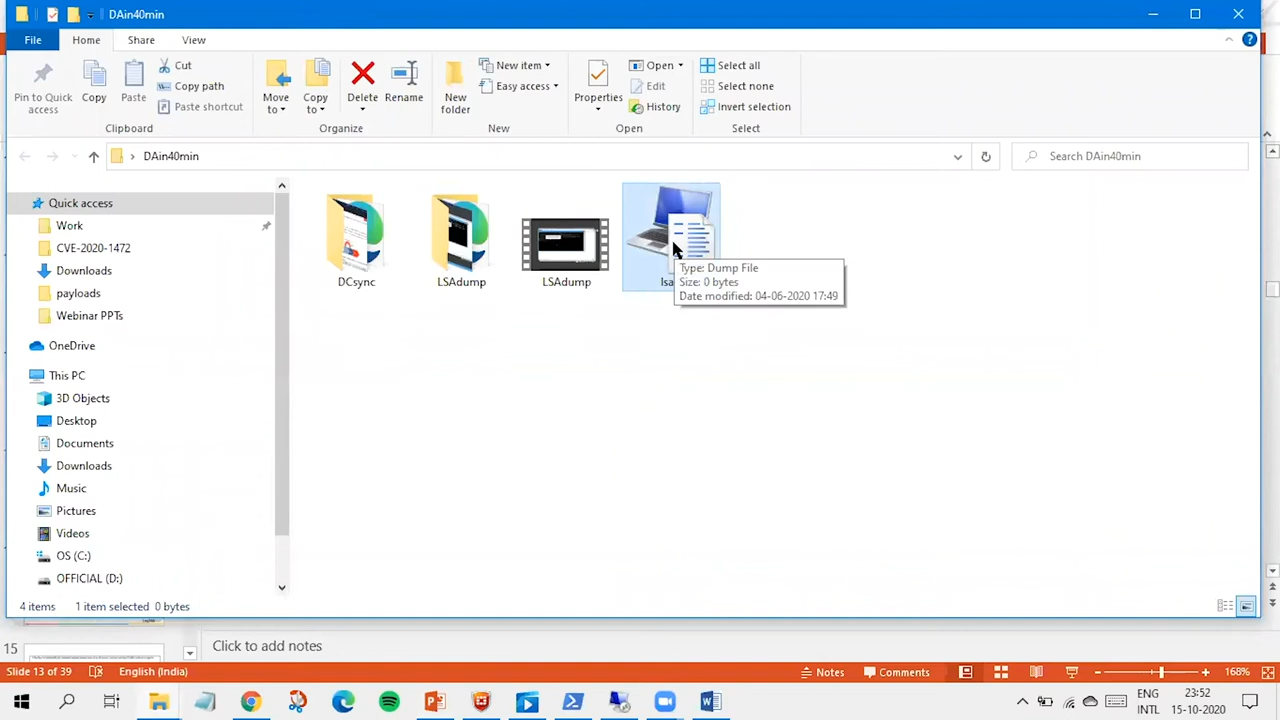 DAin40min
File
Home
Share
View
Pin to Quick access
Copy
Paste
Cut
Copy path
Paste shortcut
Clipboard
Move to
Copy to
Delete
Rename
Organize
New folder
New item
Easy access
New
Properties
Open
Edit
History
Open
Select all
Select none
Invert selection
Select
DAin40min
Search DAin40min
Quick access
Work
CVE-2020-1472
Downloads
payloads
Webinar PPTs
OneDrive
This PC
3D Objects
Desktop
Documents
Downloads
Music
Pictures
Videos
OS (C:)
OFFICIAL (D:)
DCsync
LSAdump
LSAdump
lsa
Type: Dump File
Size: 0 bytes
Date modified: 04-06-2020 17:49
4 items
1 item selected 0 bytes
15
Click to add notes
Slide 13 of 39
English (India)
Notes
Comments
168%
ENG
INTL
23:52
15-10-2020